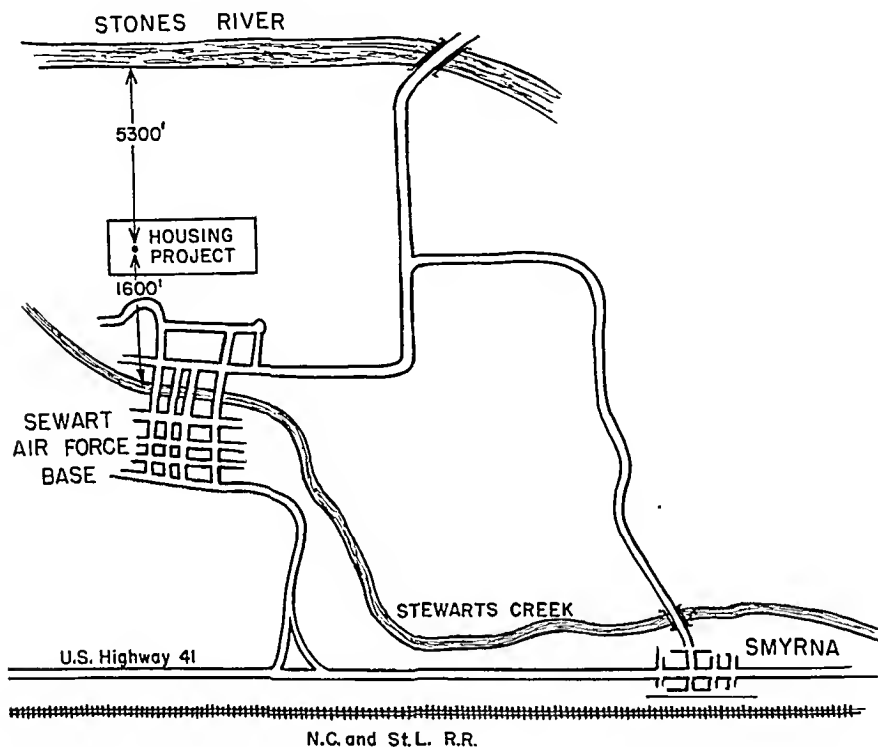 STONES RIVER
5300'
HOUSING
PROJECT
1600'
SEWART
AIR FORCE
BASE
STEWARTS CREEK
SMYRNA
U.S. Highway 41
N.C. and St. L. R.R.